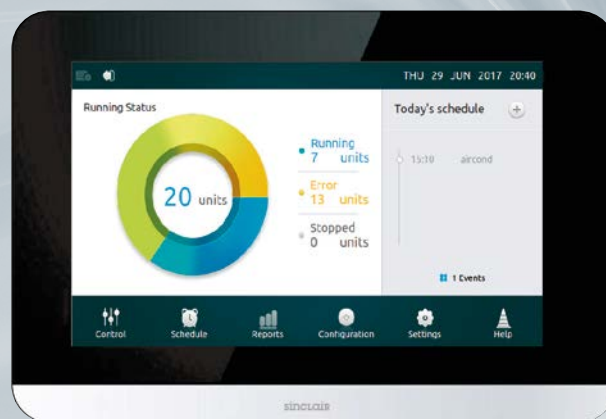 THU 29 JUN 2017 20:40
Running Status
20 units
Running
7 units
Error
13 units
Stopped
0 units
Today's schedule
15:10 aircond
1 Events
Control Schedule Reports Configuration Settings Help
sinclair